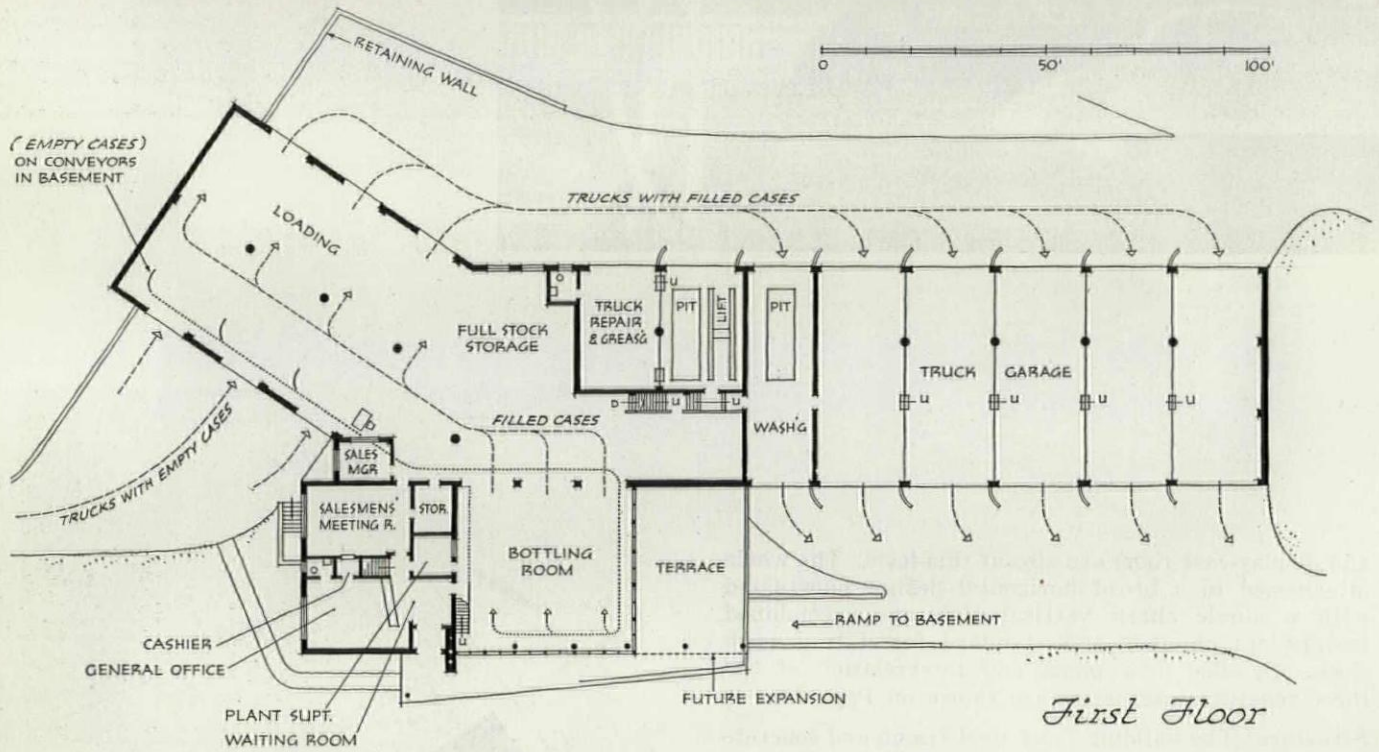 RETAINING WALL
0 50' 100'
(EMPTY CASES)
ON CONVEYORS
IN BASEMENT
LOADING
TRUCKS WITH FILLED CASES
TRUCK
REPAIR
& GREAS'G
PIT
LIFT
PIT
FULL STOCK
STORAGE
TRUCK GARAGE
U
U
U
U
U
D
U
U
TRUCKS WITH EMPTY CASES
FILLED CASES
WASH'G
SALES
MGR
SALESMENS'
MEETING R.
STOR.
BOTTLING
ROOM
TERRACE
U
CASHIER
GENERAL OFFICE
PLANT SUPT.
WAITING ROOM
RAMP TO BASEMENT
FUTURE EXPANSION
First Floor